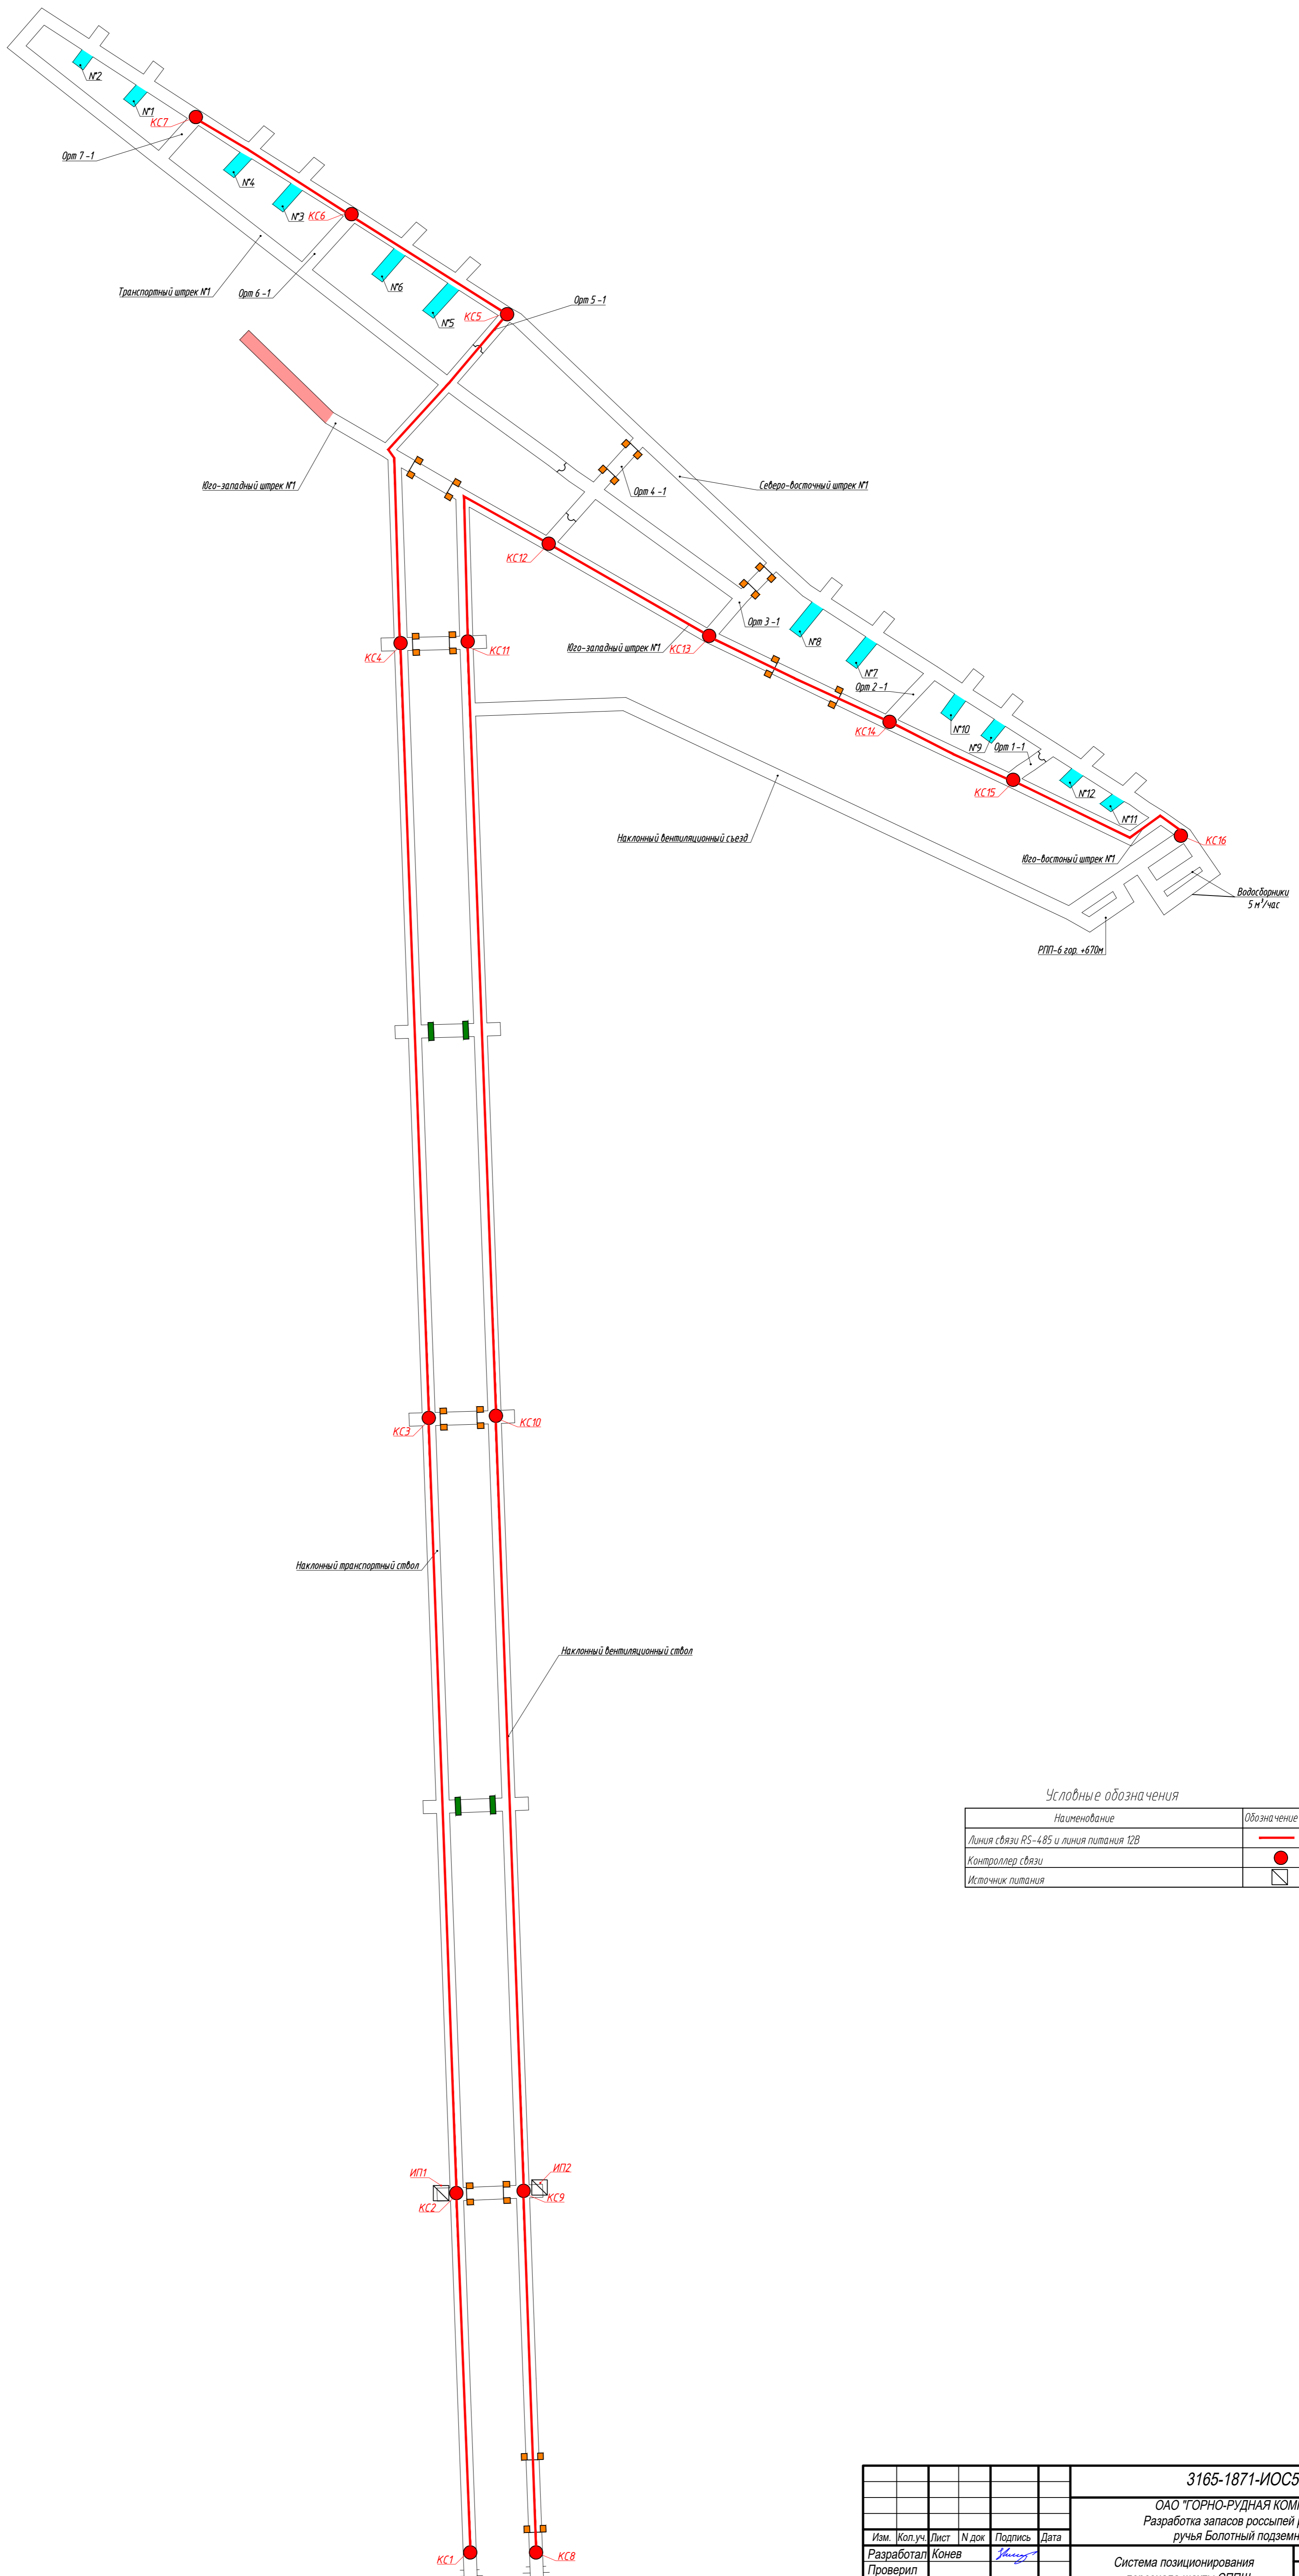 №2
№1
КС7
Орт 7 -1
№4
№3
КС6
Транспортный штрек №1
Орт 6 -1
№6
№5
КС5
Орт 5 -1
Юго-западный штрек №1
Орт 4 -1
Северо-восточный штрек №1
КС12
Орт 3 -1
КС4
КС11
Юго-западный штрек №1
КС13
№8
№7
Орт 2 -1
КС14
№10
№9
Орт 1 -1
КС15
№12
№11
КС16
Наклонный вентиляционный съезд
Юго-востоный штрек №1
Водосборники
5 м³/час
РПП-6 гор. +670м
КС3
КС10
Наклонный транспортный ствол
Наклонный вентиляционный ствол
Условные обозначения
Наименование
Обозначение
Линия связи RS-485 и линия питания 12В
Контроллер связи
Источник питания
ИП1
ИП2
КС2
КС9
КС1
КС8
3165-1871-ИОС5
ОАО "ГОРНО-РУДНАЯ КОМ
Разработка запасов россыпей
ручья Болотный подземн
Изм. Кол.уч. Лист N док Подпись Дата
Разработал Конев
Проверил
Система позиционирования